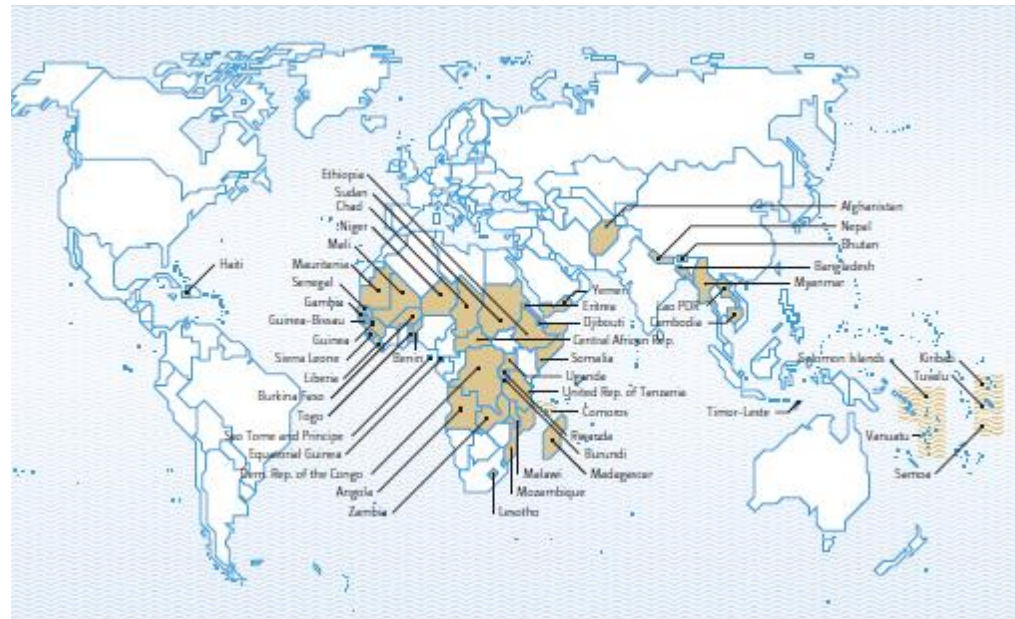 Ethiopia
Sudan
Chad
Niger
Mali
Mauritania
Senegal
Gambia
Guinea-Bissau
Guinea
Sierra Leone
Liberia
Burkina Faso
Togo
Sao Tome and Principe
Equatorial Guinea
Dem. Rep. of the Congo
Angola
Zambia
Haiti
Benin
Yemen
Eritrea
Djibouti
Central African Rep.
Somalia
Uganda
United Rep. of Tanzania
Comoros
Rwanda
Burundi
Madagascar
Malawi
Mozambique
Lesotho
Afghanistan
Nepal
Bhutan
Bangladesh
Myanmar
Lao PDR
Cambodia
Timor-Leste
Solomon Islands
Kiribati
Tuvalu
Vanuatu
Samoa